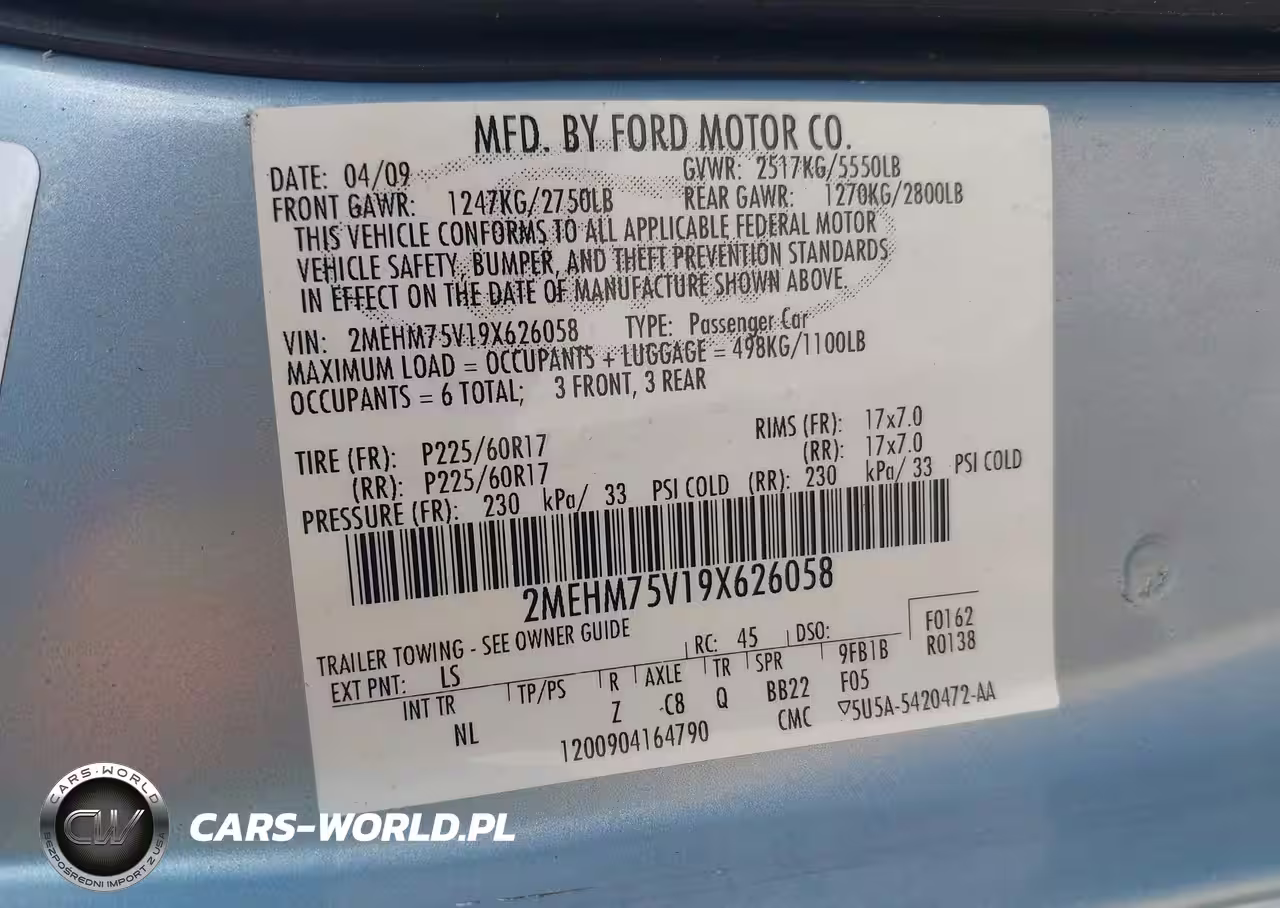 MFD. BY FORD MOTOR CO.
DATE: 04/09 GVWR: 2517KG/5550LB
FRONT GAWR: 1247KG/2750LB REAR GAWR: 1270KG/2800LB
THIS VEHICLE CONFORMS TO ALL APPLICABLE FEDERAL MOTOR
VEHICLE SAFETY, BUMPER, AND THEFT PREVENTION STANDARDS
IN EFFECT ON THE DATE OF MANUFACTURE SHOWN ABOVE.
VIN: 2MEHM75V19X626058 TYPE: Passenger Car
MAXIMUM LOAD = OCCUPANTS + LUGGAGE = 498KG/1100LB
OCCUPANTS = 6 TOTAL; 3 FRONT, 3 REAR
TIRE (FR): P225/60R17 RIMS (FR): 17x7.0
(RR): P225/60R17 (RR): 17x7.0
PRESSURE (FR): 230 kPa/ 33 PSI COLD (RR): 230 kPa/ 33 PSI COLD
2MEHM75V19X626058
TRAILER TOWING - SEE OWNER GUIDE RC: 45 DSO: F0162
EXT PNT: LS 9FB1B R0138
INT TR TP/PS R AXLE TR SPR F05
NL Z C8 Q BB22 ▽5U5A-5420472-AA
1200904164790 CMC
CARS-WORLD
CW
BEZPOŚREDNI IMPORT Z USA
CARS-WORLD.PL